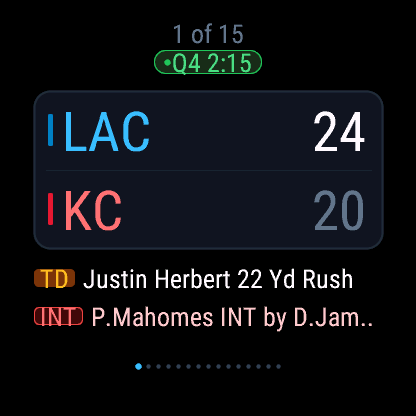 1 of 15
•Q4 2:15
LAC 24
KC 20
TD Justin Herbert 22 Yd Rush
INT P.Mahomes INT by D.Jam..